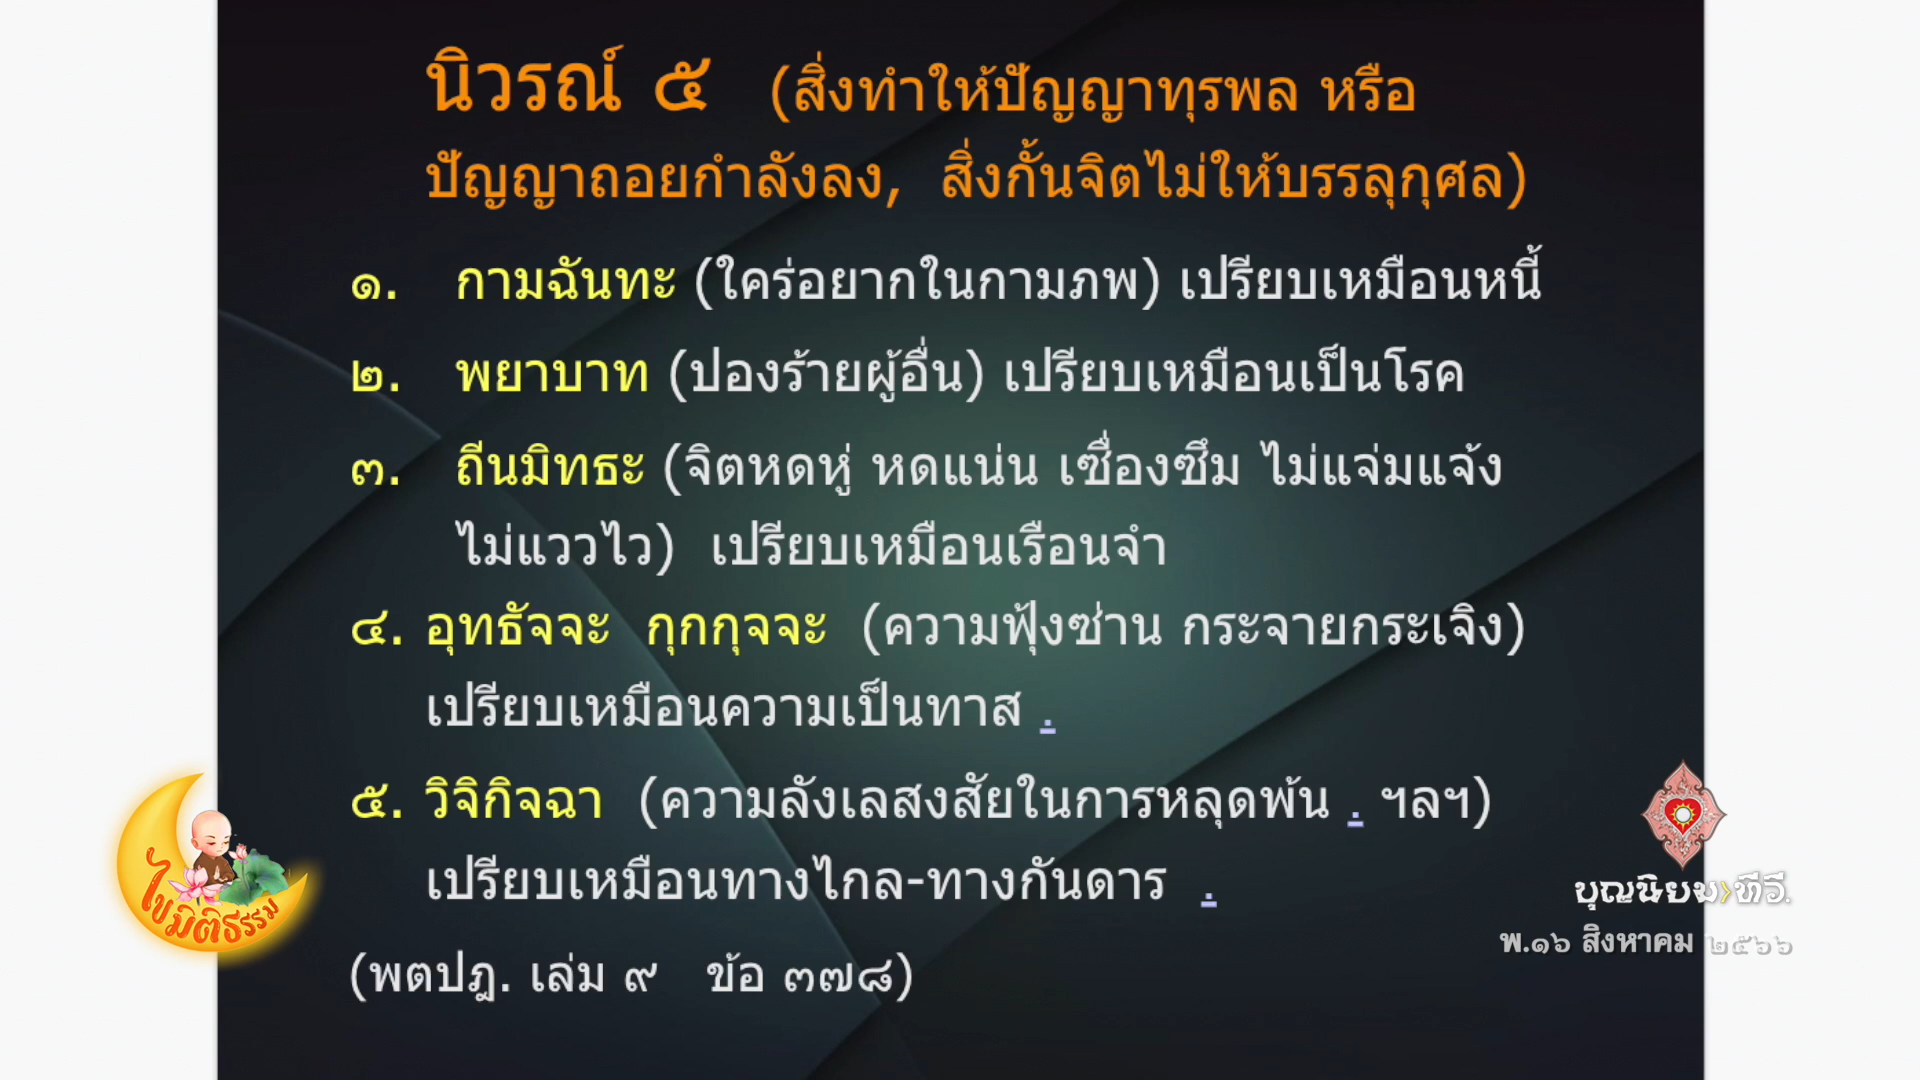 นิวรณ์ ๕ (สิ่งทำให้ปัญญาทุรพล หรือ
ปัญญาถอยกำลังลง, สิ่งกั้นจิตไม่ให้บรรลุกุศล)
๑. กามฉันทะ (ใคร่อยากในกามภพ) เปรียบเหมือนหนี้
๒. พยาบาท (ปองร้ายผู้อื่น) เปรียบเหมือนเป็นโรค
๓. ถีนมิทธะ (จิตหดหู่ หดแน่น เซื่องซึม ไม่แจ่มแจ้ง
ไม่แววไว) เปรียบเหมือนเรือนจำ
๔. อุทธัจจะ กุกกุจจะ (ความฟุ้งซ่าน กระจายกระเจิง)
เปรียบเหมือนความเป็นทาส .
๕. วิจิกิจฉา (ความลังเลสงสัยในการหลุดพ้น . ฯลฯ)
เปรียบเหมือนทางไกล-ทางกันดาร .
(พตปฎ. เล่ม ๙ ข้อ ๓๗๘)
ไขมิติธรรม
บุญนิยมทีวี.
พ.๑๖ สิงหาคม ๒๕๖๖